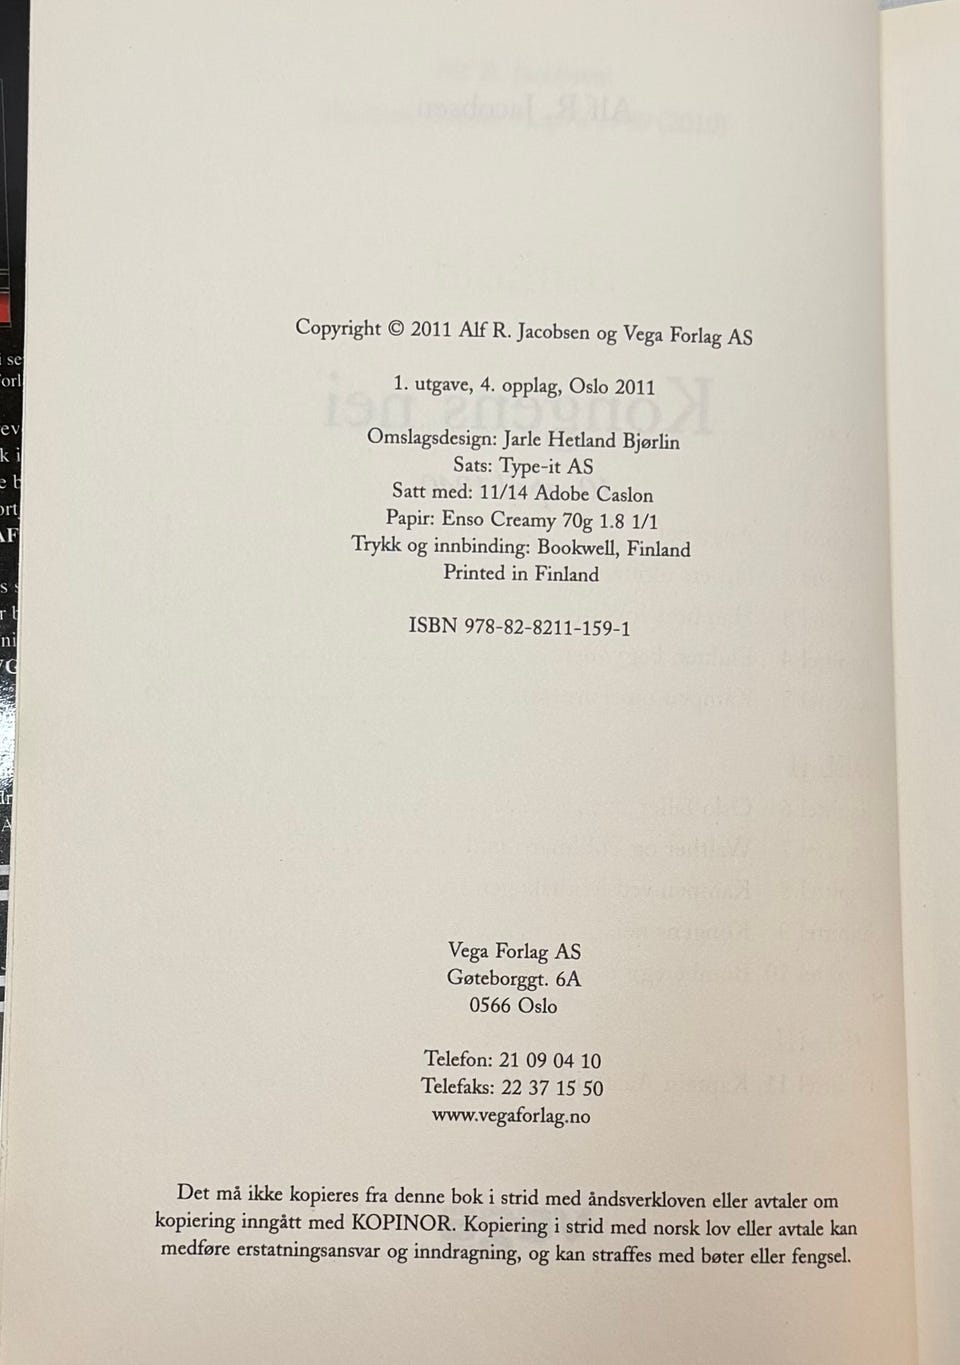 Copyright © 2011 Alf R. Jacobsen og Vega Forlag AS
1. utgave, 4. opplag, Oslo 2011
Omslagsdesign: Jarle Hetland Bjørlin
Sats: Type-it AS
Satt med: 11/14 Adobe Caslon
Papir: Enso Creamy 70g 1.8 1/1
Trykk og innbinding: Bookwell, Finland
Printed in Finland
ISBN 978-82-8211-159-1
Vega Forlag AS
Gøteborggt. 6A
0566 Oslo
Telefon: 21 09 04 10
Telefaks: 22 37 15 50
www.vegaforlag.no
Det må ikke kopieres fra denne bok i strid med åndsverkloven eller avtaler om
kopiering inngått med KOPINOR. Kopiering i strid med norsk lov eller avtale kan
medføre erstatningsansvar og inndragning, og kan straffes med bøter eller fengsel.